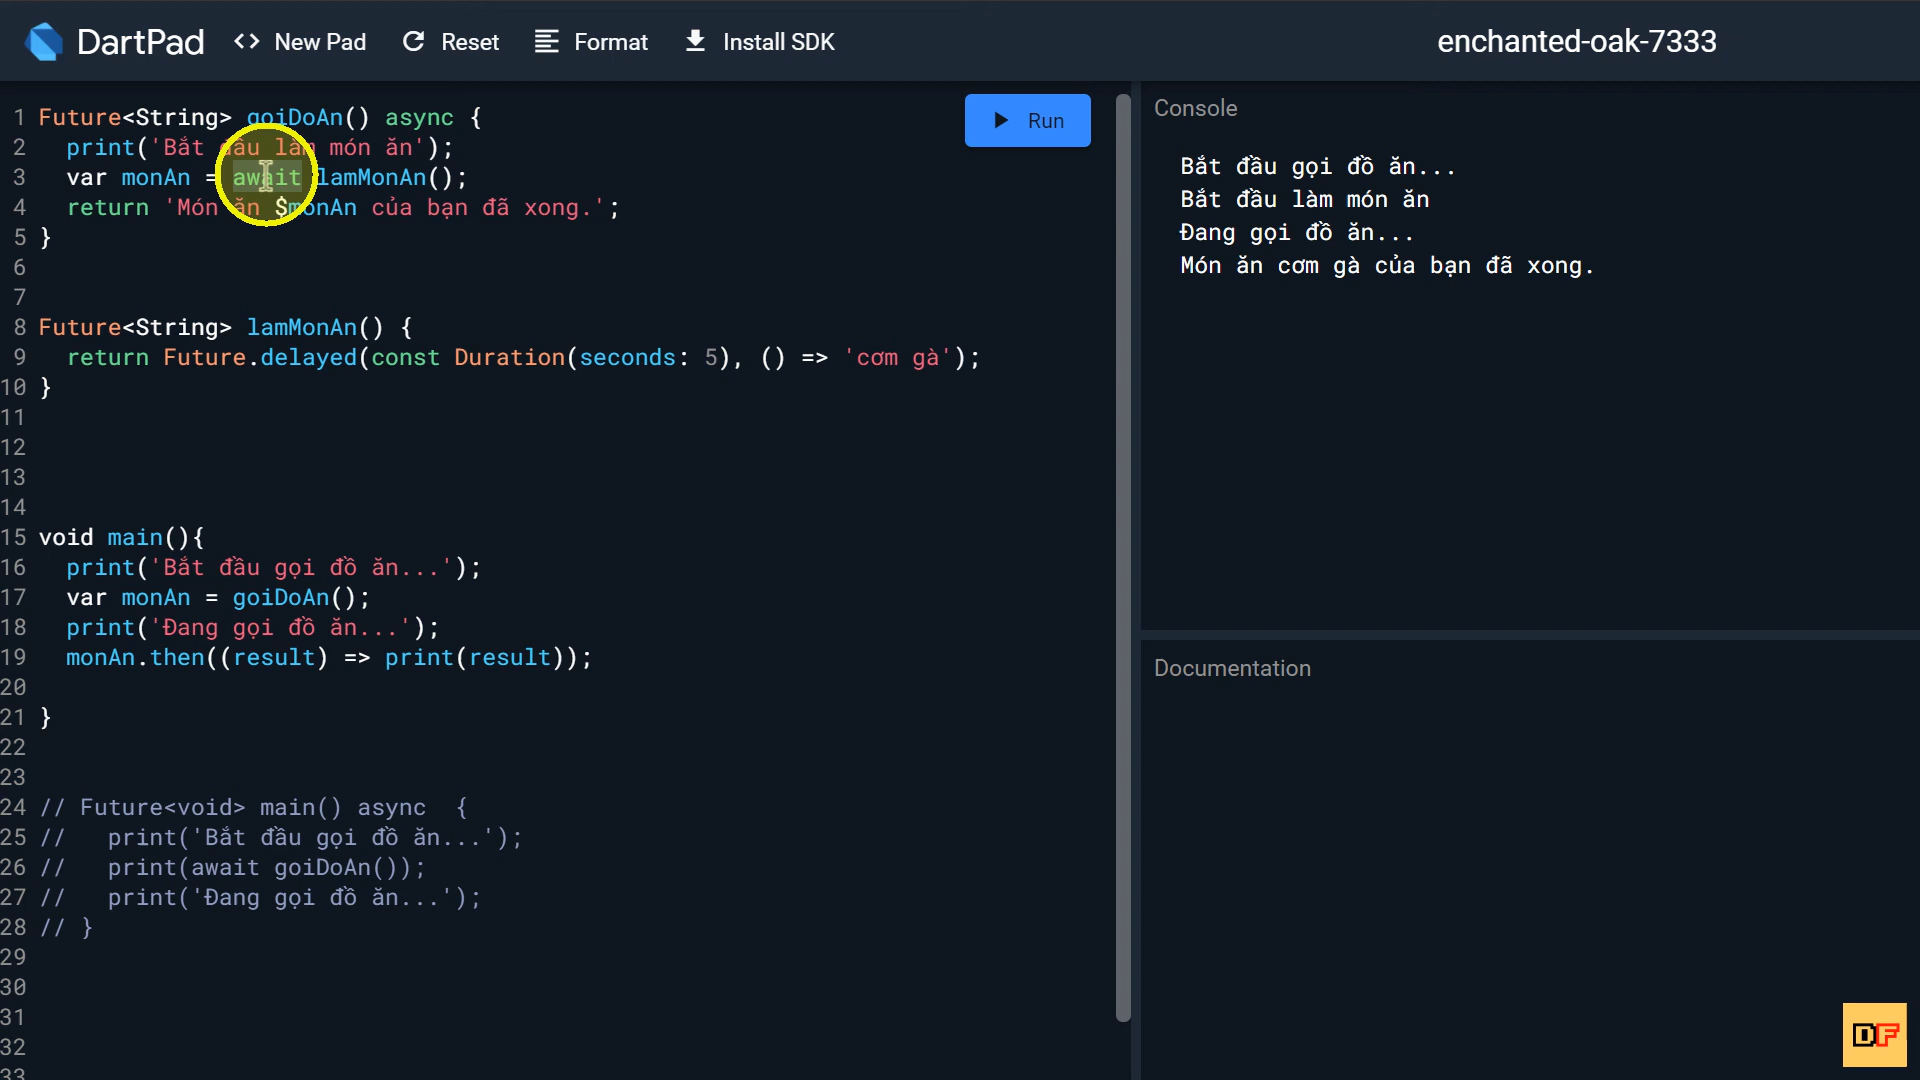 DartPad
<> New Pad
Reset
Format
Install SDK
enchanted-oak-7333
1 Future<String> goiDoAn() async {
2 print('Bắt đầu làm món ăn');
3 var monAn = await lamMonAn();
4 return 'Món ăn $monAn của bạn đã xong.';
5 }
6
7
8 Future<String> lamMonAn() {
9 return Future.delayed(const Duration(seconds: 5), () => 'cơm gà');
10 }
11
12
13
14
15 void main(){
16 print('Bắt đầu gọi đồ ăn...');
17 var monAn = goiDoAn();
18 print('Đang gọi đồ ăn...');
19 monAn.then((result) => print(result));
20
21 }
22
23
24 // Future<void> main() async  {
25 //   print('Bắt đầu gọi đồ ăn...');
26 //   print(await goiDoAn());
27 //   print('Đang gọi đồ ăn...');
28 // }
29
30
31
32
33
Run
Console
Bắt đầu gọi đồ ăn...
Bắt đầu làm món ăn
Đang gọi đồ ăn...
Món ăn cơm gà của bạn đã xong.
Documentation
DF